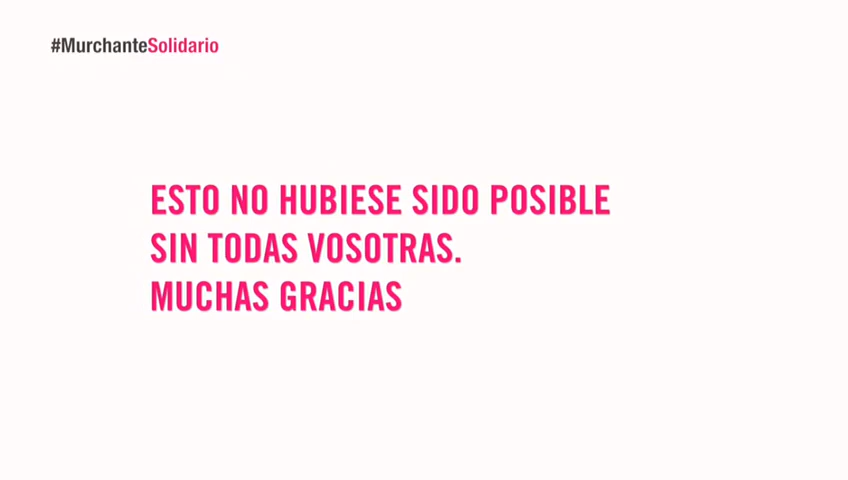 #MurchanteSolidario
ESTO NO HUBIESE SIDO POSIBLE
SIN TODAS VOSOTRAS.
MUCHAS GRACIAS